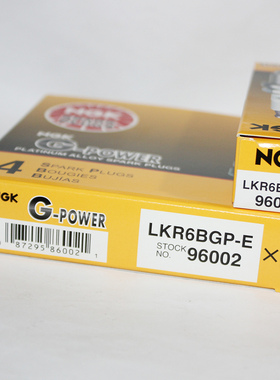 NGK
G-POWER
PLATINUM ALLOY SPARK PLUGS
4 SPARK PLUGS
BOUGIES
BUJIAS
NGK G-POWER
LKR6BGP-E
STOCK NO. 96002
×
87295 86002
NG
LKR6B
960